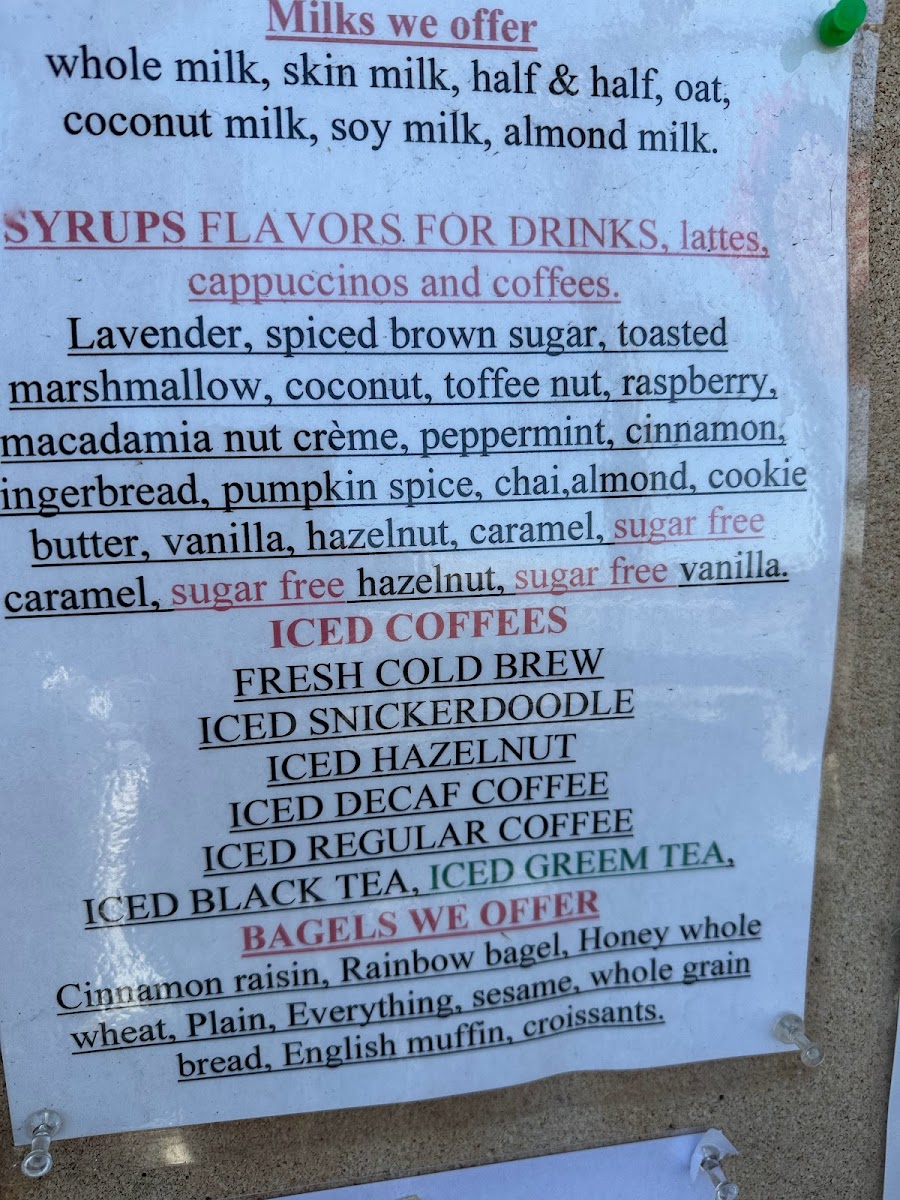 Milks we offer
whole milk, skin milk, half & half, oat,
coconut milk, soy milk, almond milk.
SYRUPS FLAVORS FOR DRINKS, lattes,
cappuccinos and coffees.
Lavender, spiced brown sugar, toasted
marshmallow, coconut, toffee nut, raspberry,
macadamia nut crème, peppermint, cinnamon,
ingerbread, pumpkin spice, chai,almond, cookie
butter, vanilla, hazelnut, caramel, sugar free
caramel, sugar free hazelnut, sugar free vanilla.
ICED COFFEES
FRESH COLD BREW
ICED SNICKERDOODLE
ICED HAZELNUT
ICED DECAF COFFEE
ICED REGULAR COFFEE
ICED BLACK TEA, ICED GREEM TEA,
BAGELS WE OFFER
Cinnamon raisin, Rainbow bagel, Honey whole
wheat, Plain, Everything, sesame, whole grain
bread, English muffin, croissants.